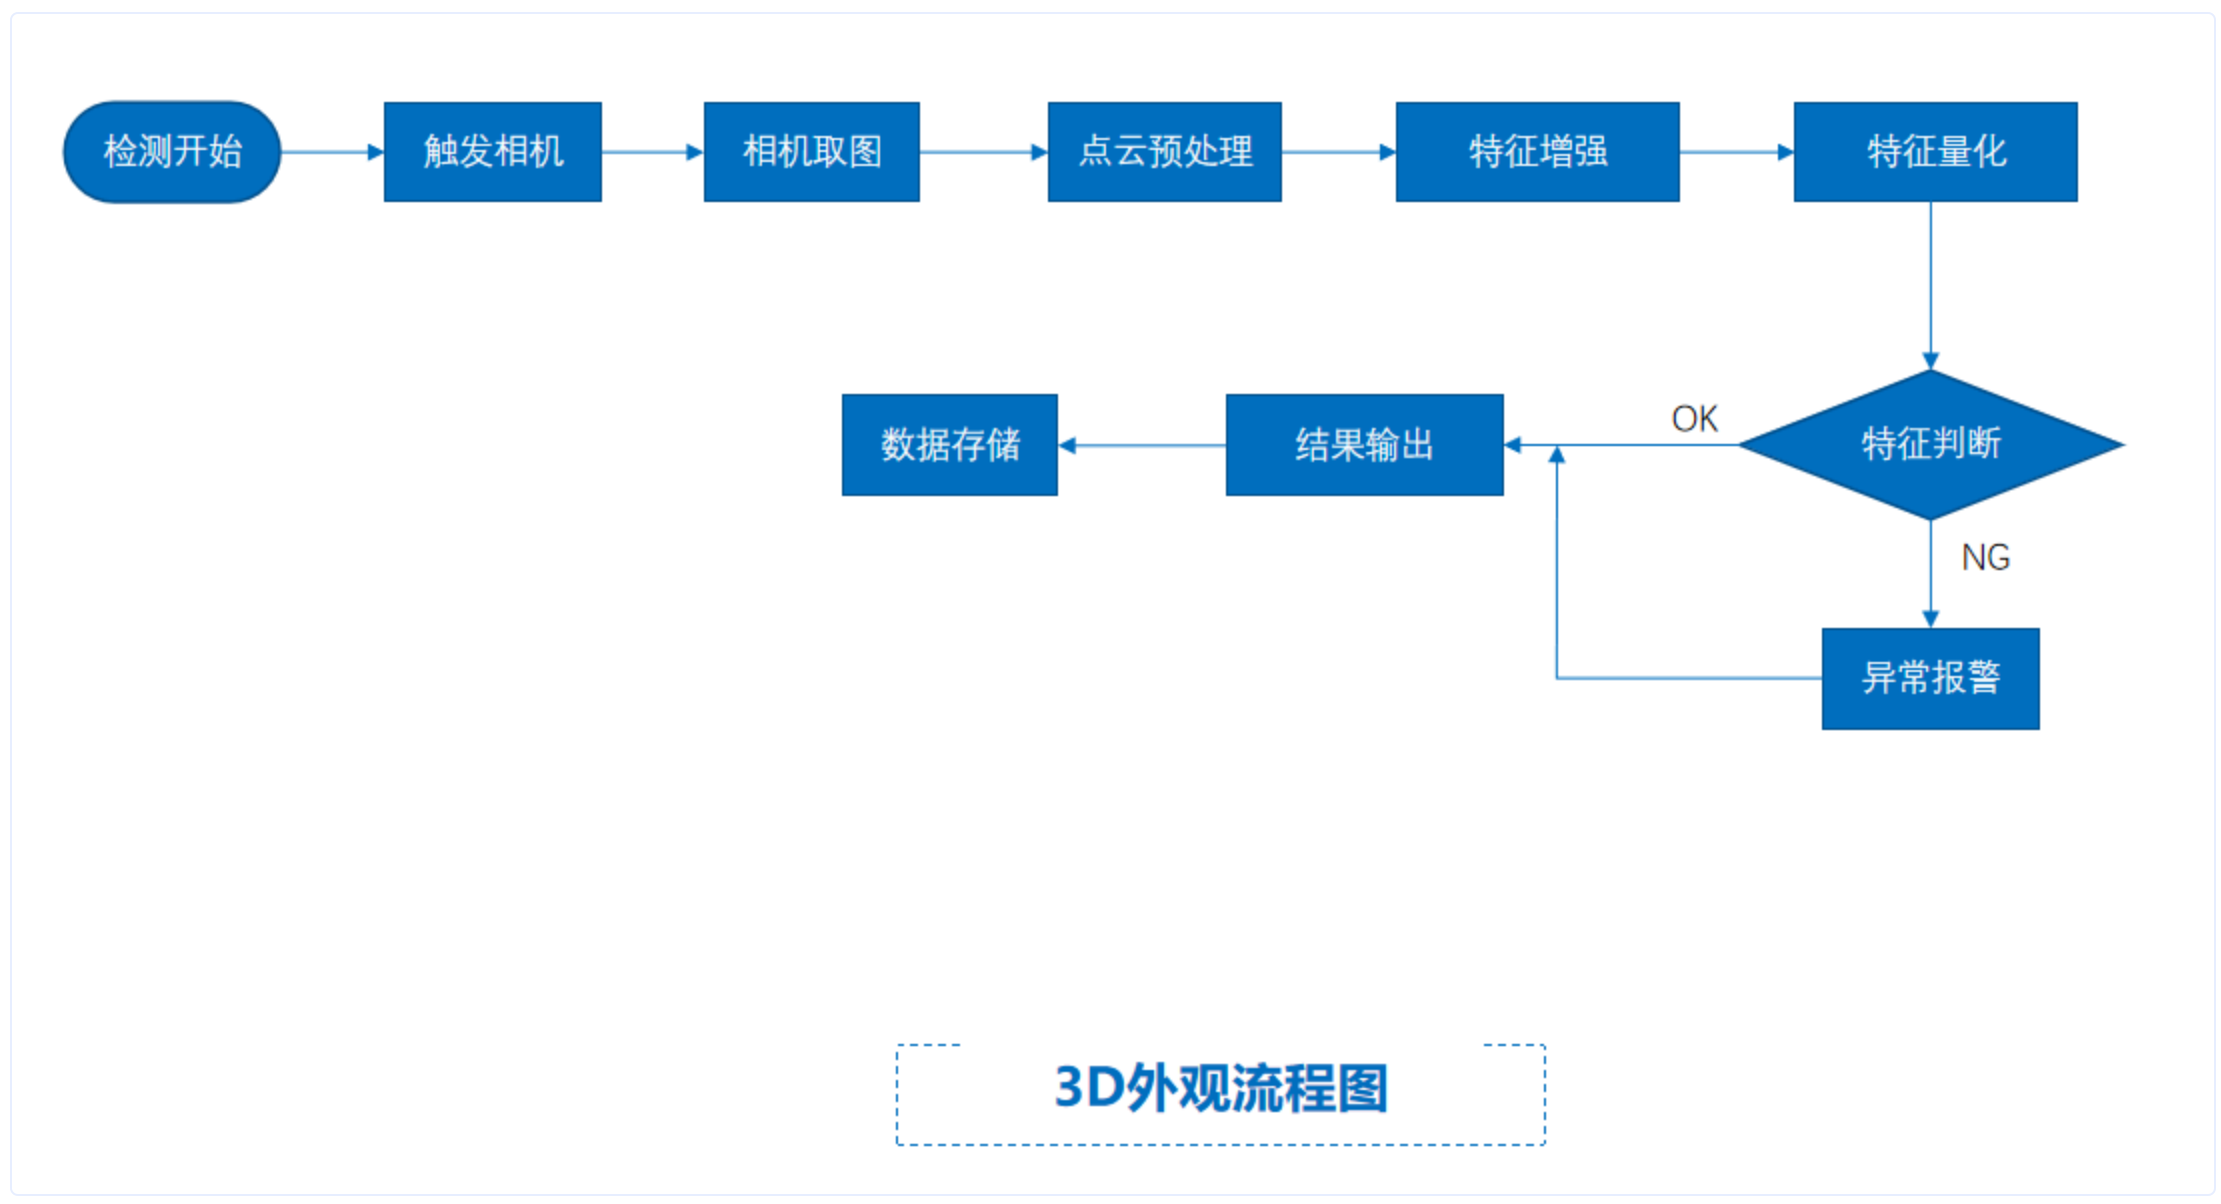 检测开始
触发相机
相机取图
点云预处理
特征增强
特征量化
数据存储
结果输出
OK
特征判断
NG
异常报警
3D外观流程图